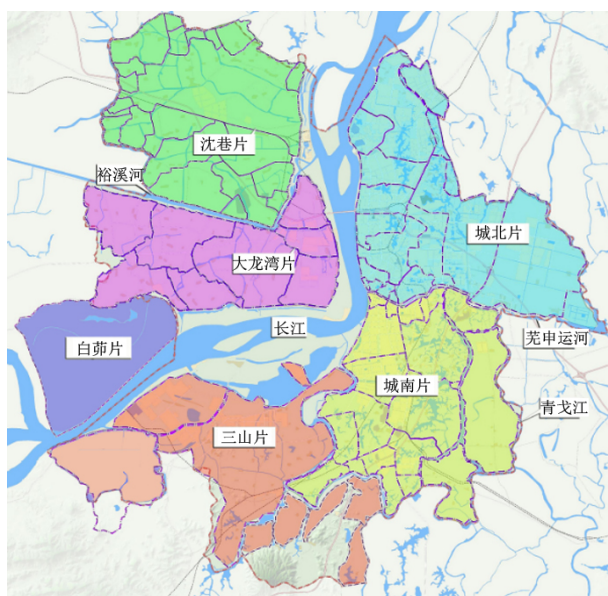 沈巷片
裕溪河
城北片
大龙湾片
长江
芜申运河
白茆片
城南片
青戈江
三山片